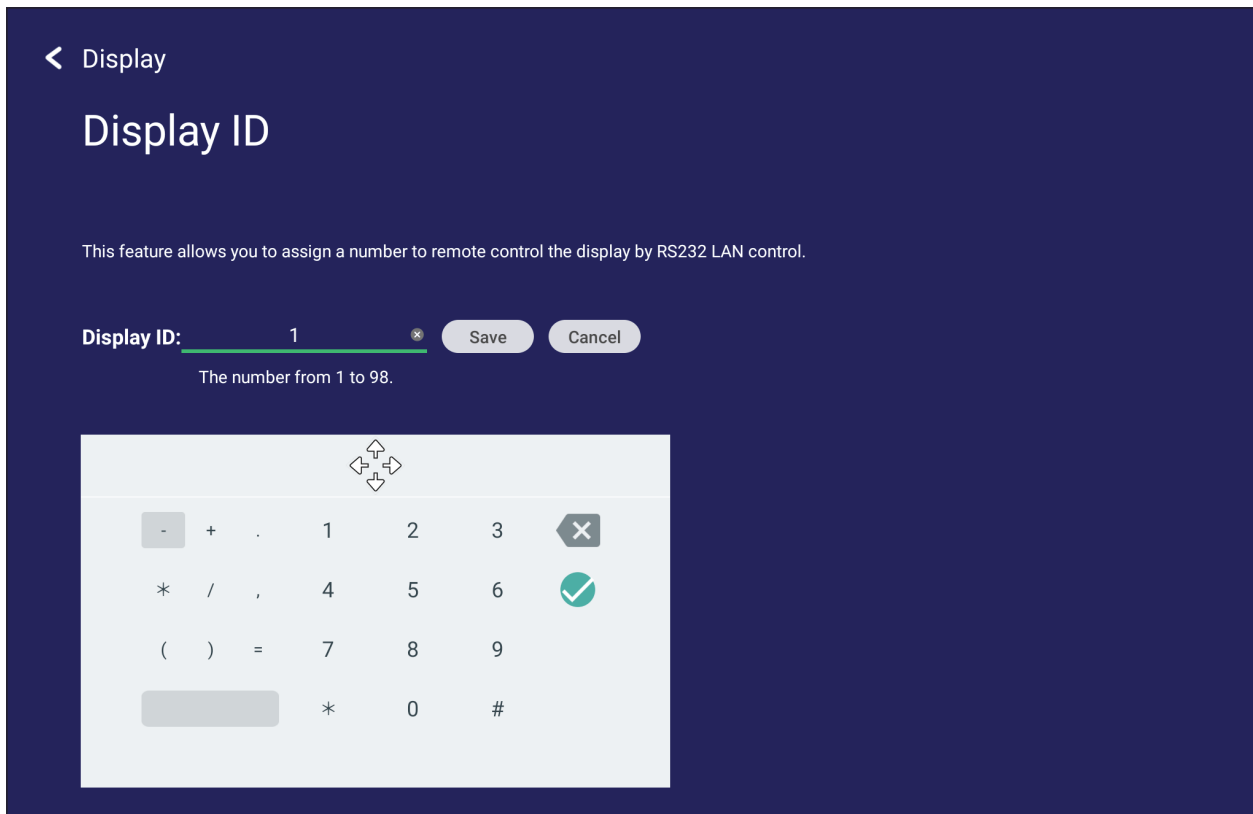 Display
Display ID
This feature allows you to assign a number to remote control the display by RS232 LAN control.
Display ID: 1 Save Cancel
The number from 1 to 98.
- + . 1 2 3
* / , 4 5 6
( ) = 7 8 9
* 0 #